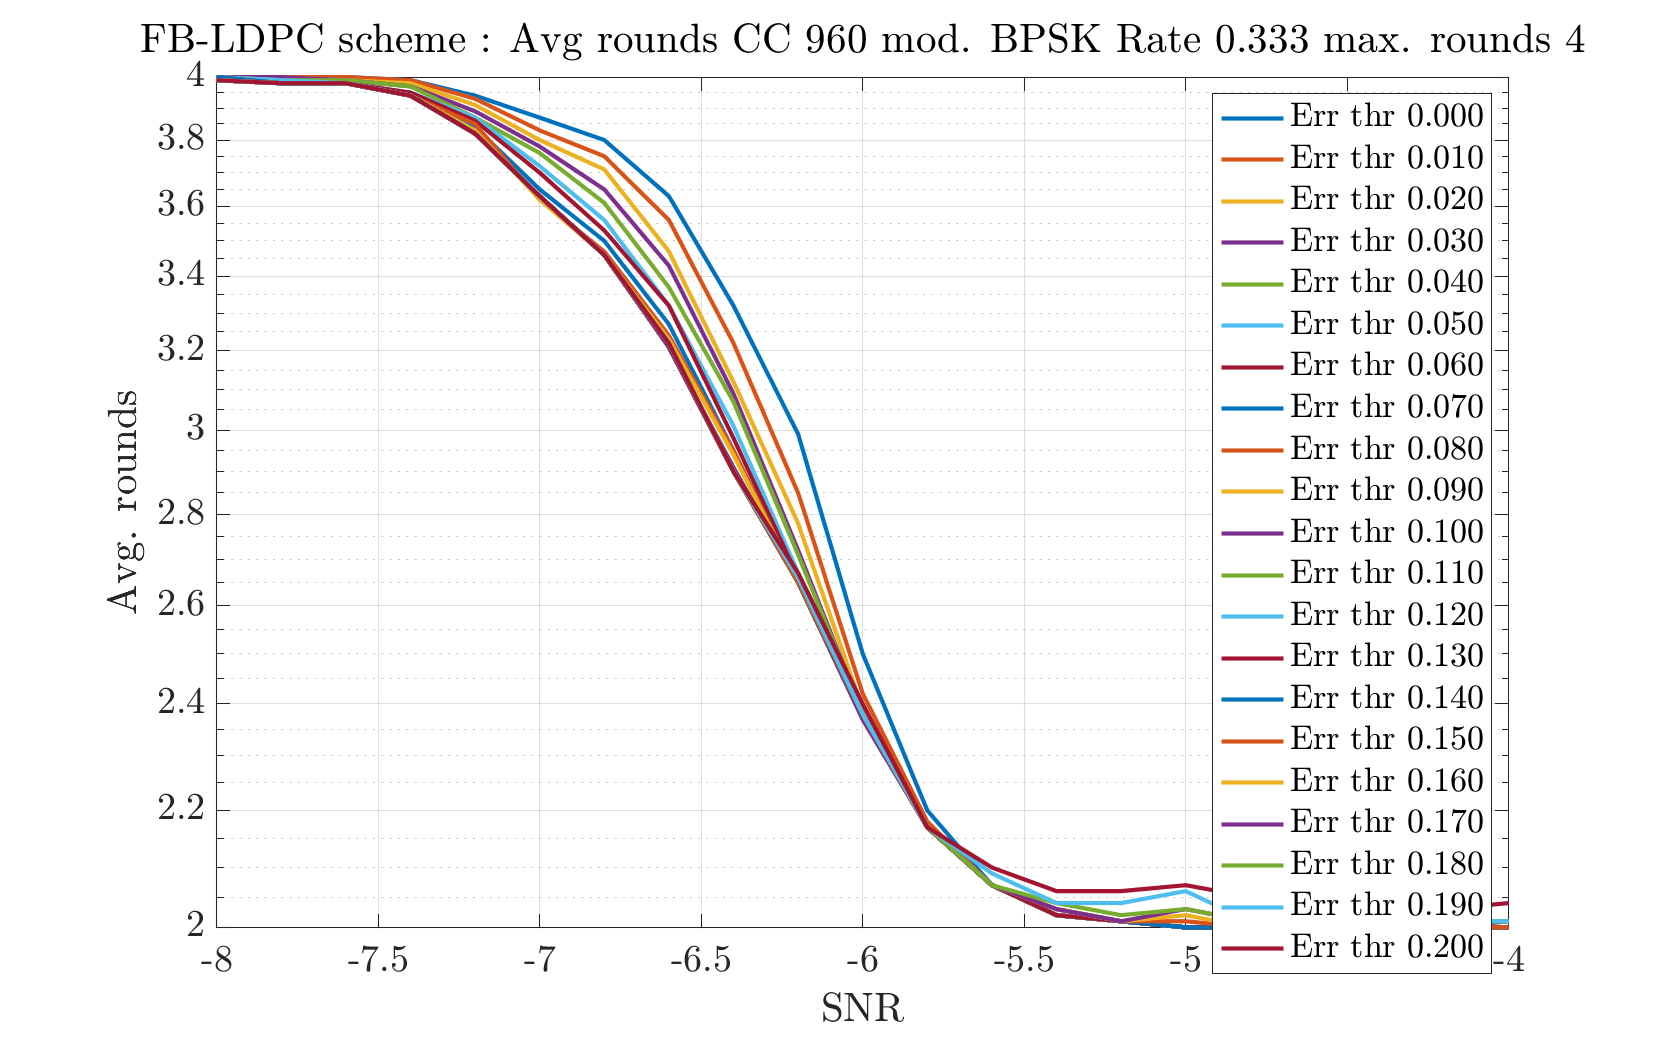 FB-LDPC scheme : Avg rounds CC 960 mod. BPSK Rate 0.333 max. rounds 4
4
3.8
3.6
3.4
3.2
3
2.8
2.6
2.4
2.2
2
Avg. rounds
-8
-7.5
-7
-6.5
-6
-5.5
-5
-4
SNR
Err thr 0.000
Err thr 0.010
Err thr 0.020
Err thr 0.030
Err thr 0.040
Err thr 0.050
Err thr 0.060
Err thr 0.070
Err thr 0.080
Err thr 0.090
Err thr 0.100
Err thr 0.110
Err thr 0.120
Err thr 0.130
Err thr 0.140
Err thr 0.150
Err thr 0.160
Err thr 0.170
Err thr 0.180
Err thr 0.190
Err thr 0.200